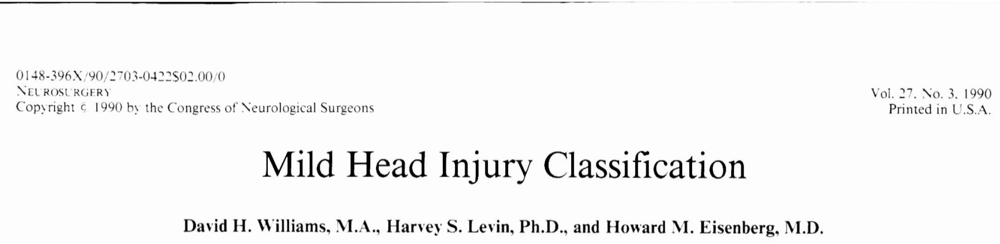 0148-396X/90/2703-0422$02.00/0
NEUROSURGERY
Copyright © 1990 by the Congress of Neurological Surgeons
Vol. 27, No. 3, 1990
Printed in U.S.A.
Mild Head Injury Classification
David H. Williams, M.A., Harvey S. Levin, Ph.D., and Howard M. Eisenberg, M.D.